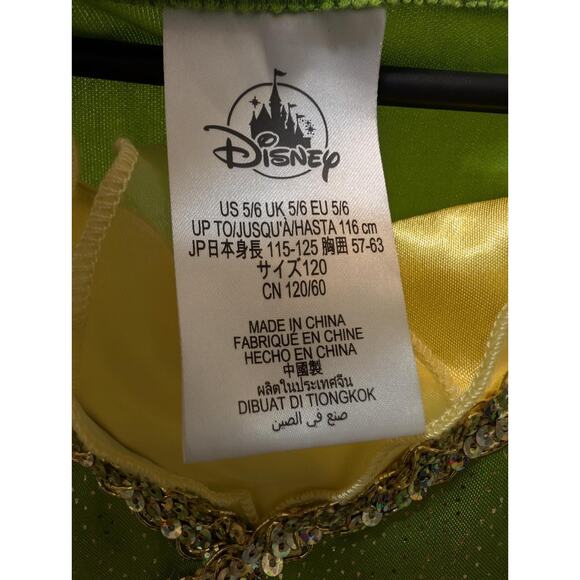 Disney
US 5/6 UK 5/6 EU 5/6
UP TO/JUSQU'À/HASTA 116 cm
JP日本身長 115-125 胸囲 57-63
サイズ120
CN 120/60
MADE IN CHINA
FABRIQUÉ EN CHINE
HECHO EN CHINA
中國製
ผลิตในประเทศจีน
DIBUAT DI TIONGKOK
صنع في الصين